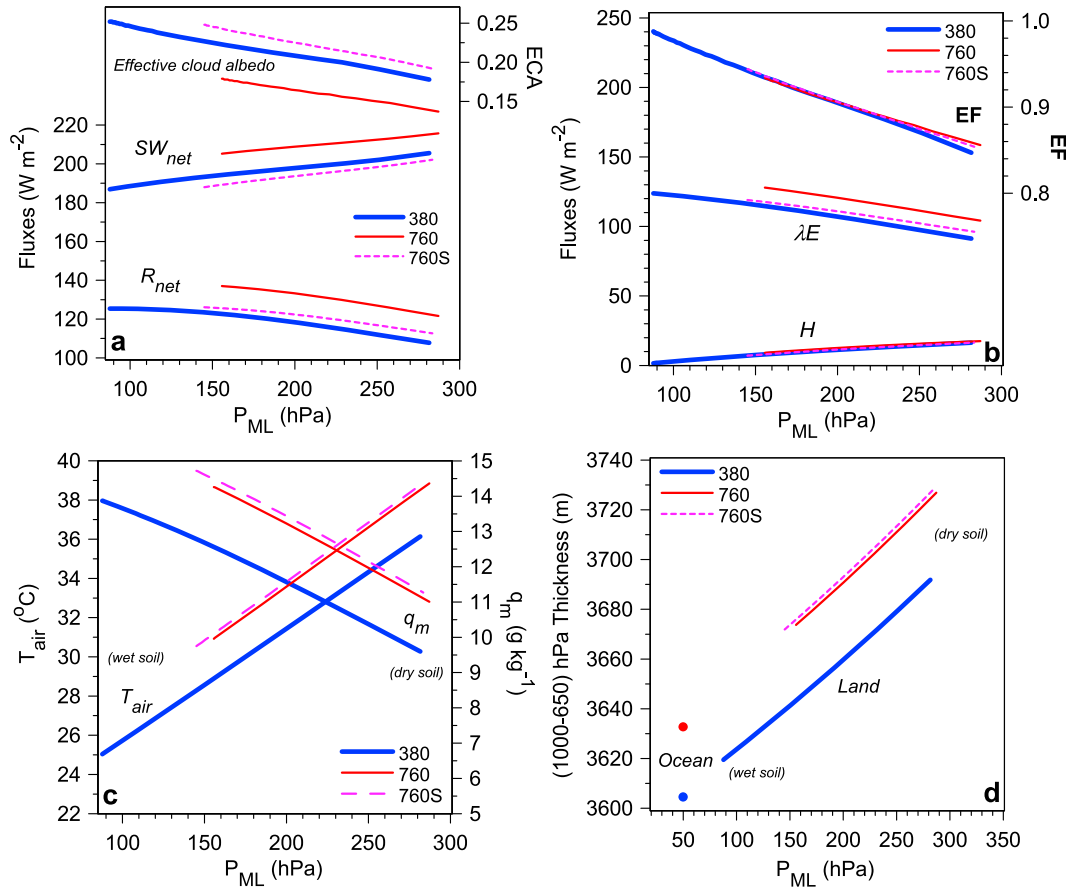 Fluxes (W m-2)
220
200
180
160
140
120
100
Effective cloud albedo
SWnet
Rnet
380
760
760S
a
0.25
0.20
0.15
ECA
100 150 200 250 300
PML (hPa)
Fluxes (W m-2)
250
200
150
100
50
0
380
760
760S
EF
λE
H
b
1.0
0.9
0.8
EF
100 150 200 250 300
PML (hPa)
Tair (oC)
40
38
36
34
32
30
28
26
24
22
(wet soil)
Tair
qm
(dry soil)
380
760
760S
c
15
14
13
12
11
10
9
8
7
6
5
qm (g kg-1)
100 150 200 250 300
PML (hPa)
(1000-650) hPa Thickness (m)
3740
3720
3700
3680
3660
3640
3620
3600
380
760
760S
(dry soil)
Land
Ocean
(wet soil)
d
50 100 150 200 250 300 350
PML (hPa)